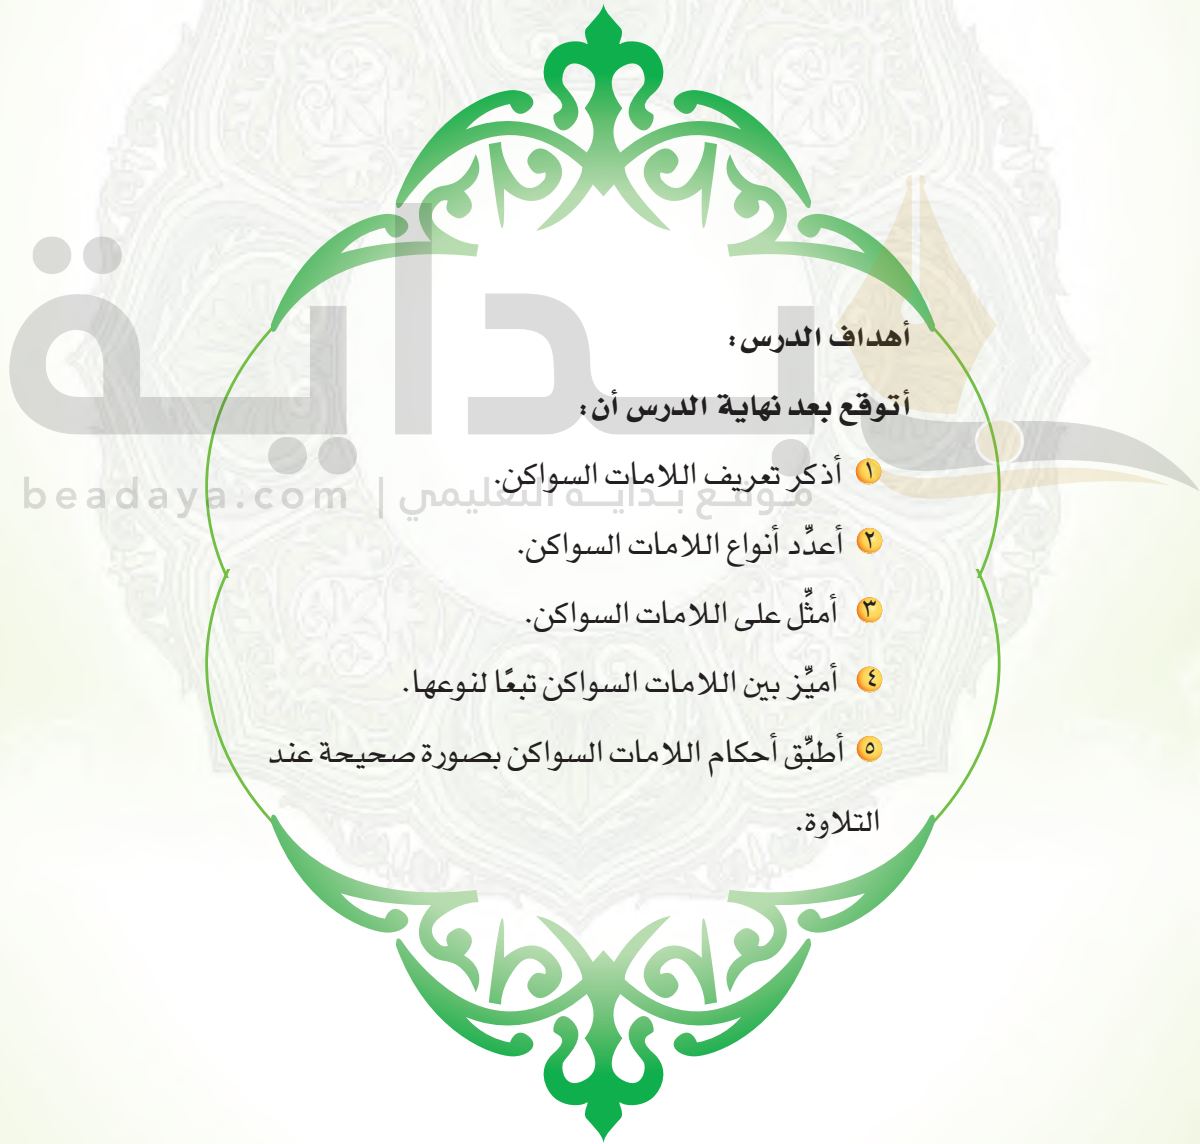 أهداف الدرس:
أتوقع بعد نهاية الدرس أن:
١ أذكر تعريف اللامات السواكن.
٢ أعدِّد أنواع اللامات السواكن.
٣ أمثِّل على اللامات السواكن.
٤ أميِّز بين اللامات السواكن تبعًا لنوعها.
٥ أطبِّق أحكام اللامات السواكن بصورة صحيحة عند
التلاوة.
بداية
موقع بداية التعليمي | beadaya.com